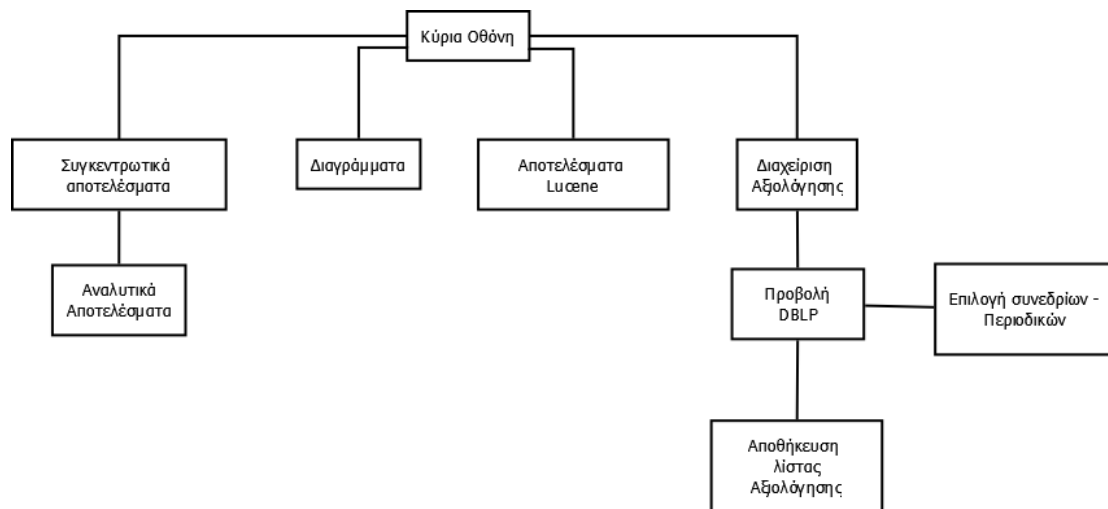 Κύρια Οθόνη
Συγκεντρωτικά
αποτελέσματα
Διαγράμματα
Αποτελέσματα
Lucene
Διαχείριση
Αξιολόγησης
Αναλυτικά
Αποτελέσματα
Προβολή
DBLP
Επιλογή συνεδρίων -
Περιοδικών
Αποθήκευση
λίστας
Αξιολόγησης